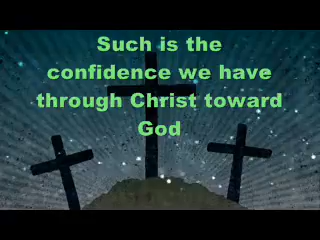 Such is the
confidence we have
through Christ toward
God